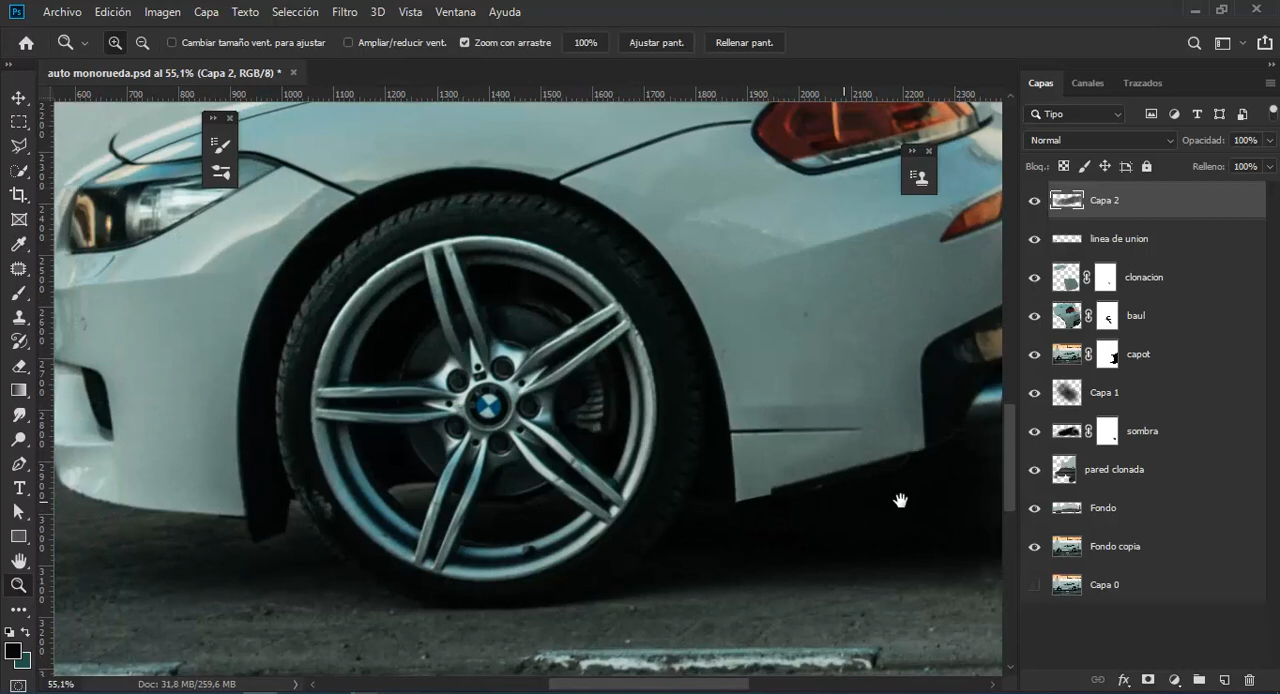 Ps Archivo Edición Imagen Capa Texto Selección Filtro 3D Vista Ventana Ayuda
Cambiar tamaño vent. para ajustar Ampliar/reducir vent. Zoom con arrastre 100% Ajustar pant. Rellenar pant.
auto monorueda.psd al 55,1% (Capa 2, RGB/8) *
600 700 800 900 1000 1100 1200 1300 1400 1500 1600 1700 1800 1900 2000 2100 2200 2300
Capas Canales Trazados
Tipo
Normal Opacidad: 100%
Bloq.: Relleno: 100%
Capa 2
linea de union
clonacion
baul
capot
Capa 1
sombra
pared clonada
Fondo
Fondo copia
Capa 0
55,1% Doc: 31,8 MB/259,6 MB